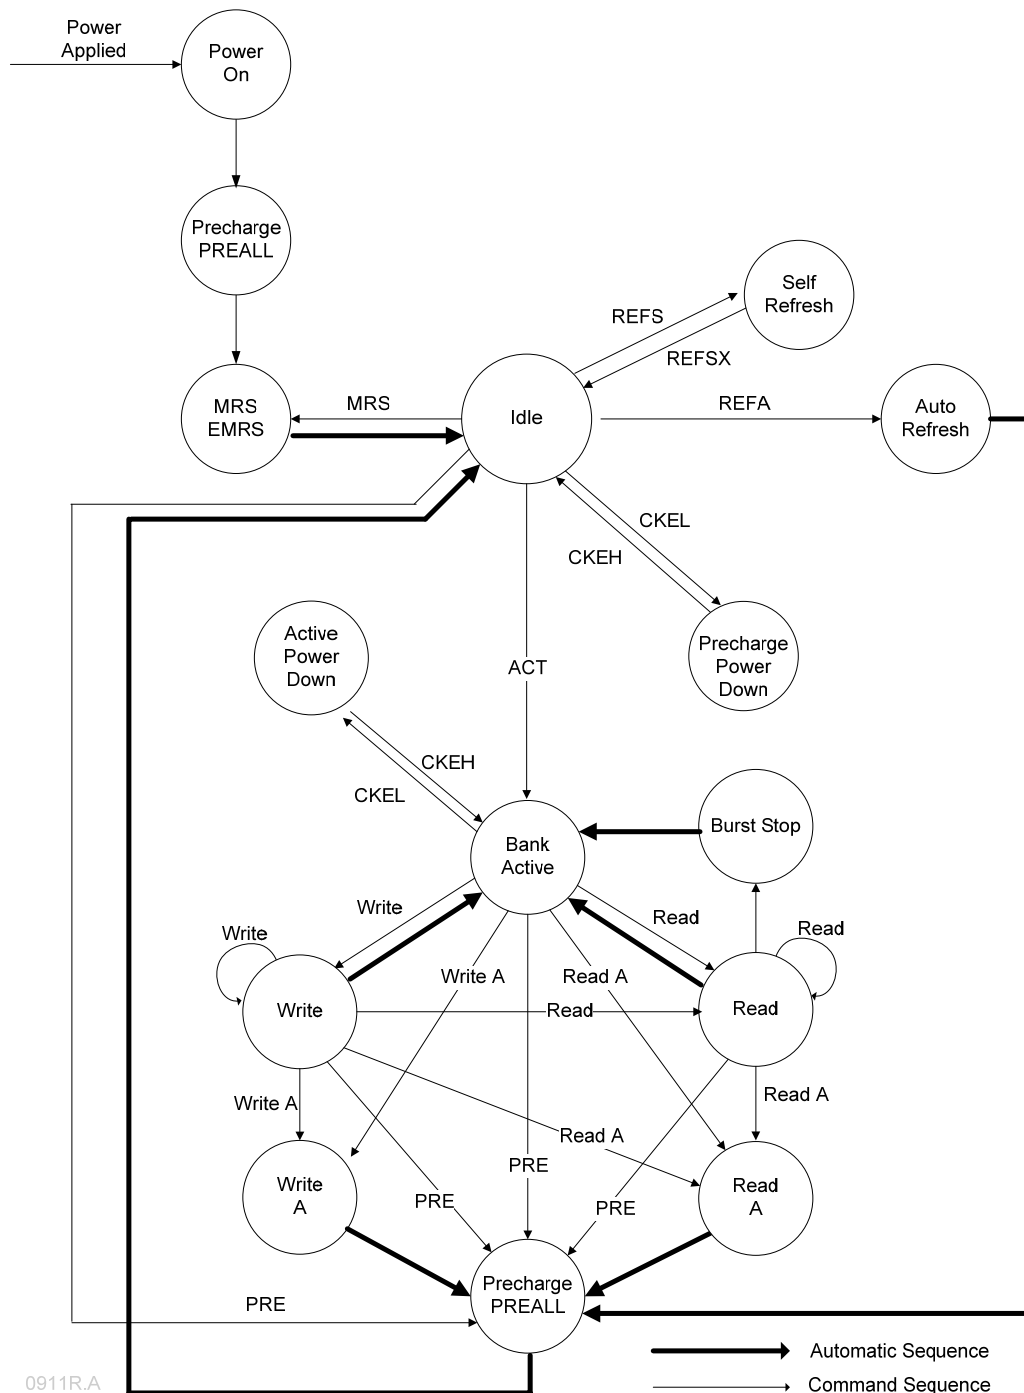 Power
Applied
Power
On
Precharge
PREALL
Self
Refresh
REFS
REFSX
MRS
EMRS
MRS
Idle
REFA
Auto
Refresh
CKEL
CKEH
Active
Power
Down
Precharge
Power
Down
ACT
CKEH
CKEL
Burst Stop
Bank
Active
Write
Read
Write
Read
Write A
Read A
Write
Read
Read
Write A
Read A
Read A
PRE
Write
A
Read
A
PRE
PRE
Precharge
PREALL
PRE
Automatic Sequence
Command Sequence
0911R.A